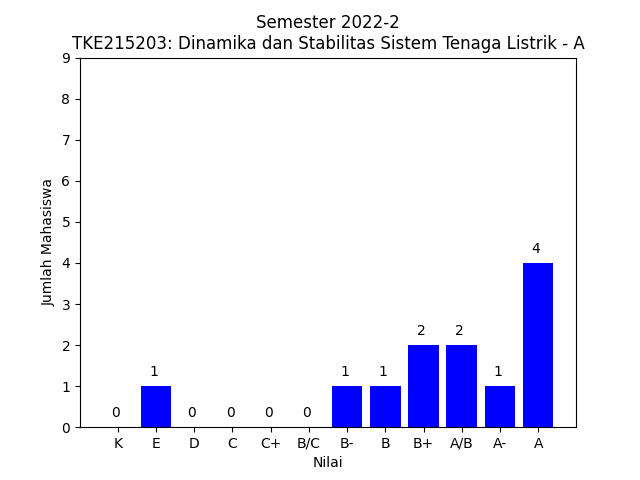 Semester 2022-2
TKE215203: Dinamika dan Stabilitas Sistem Tenaga Listrik - A
9
8
7
6
5
4
3
2
1
0
Jumlah Mahasiswa
0 1 0 0 0 0 1 1 2 2 1 4
K E D C C+ B/C B- B B+ A/B A- A
Nilai